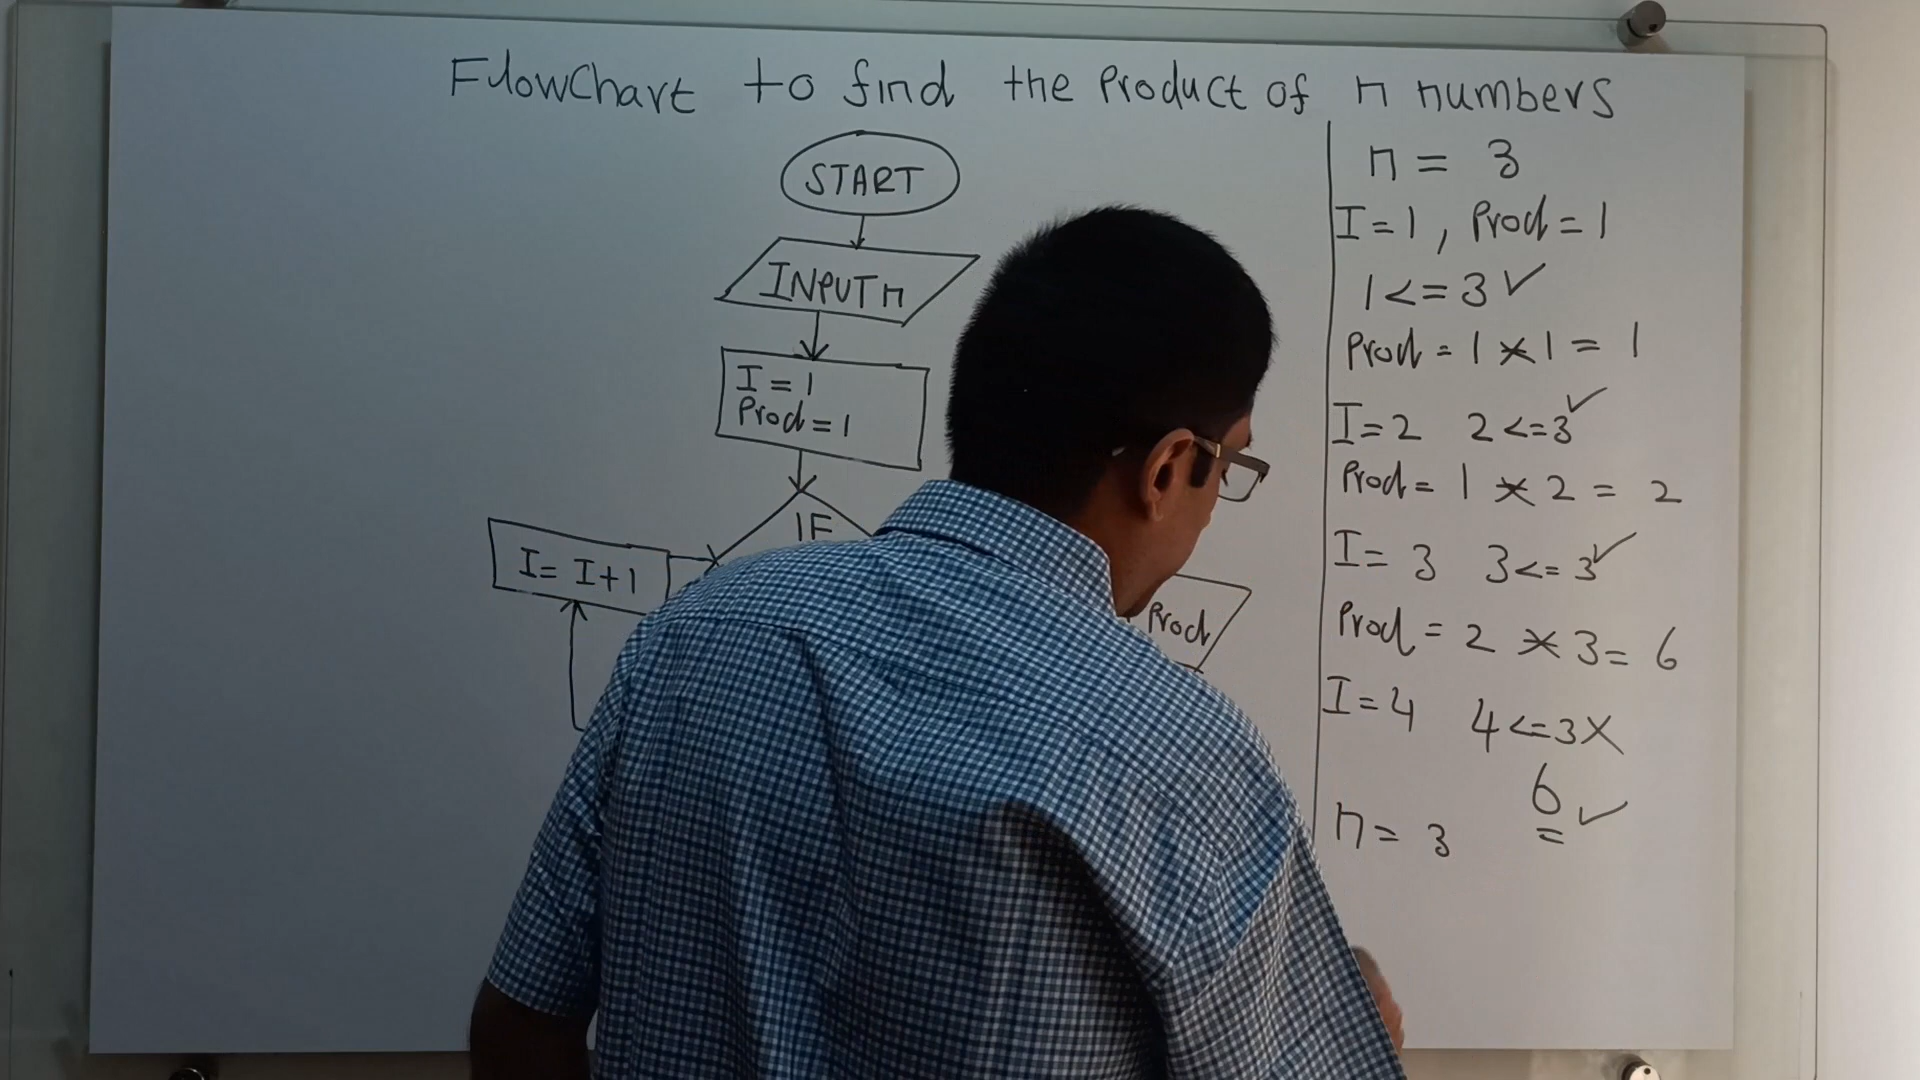 FlowChart to find the Product of n numbers
START
INPUT n
I = 1
Prod = 1
IF
I = I+1
Prod
n = 3
I = 1, Prod = 1
1 <= 3 ✓
Prod = 1 * 1 = 1
I = 2 2 <= 3 ✓
Prod = 1 * 2 = 2
I = 3 3 <= 3 ✓
Prod = 2 * 3 = 6
I = 4 4 <= 3 X
6 ✓
n = 3